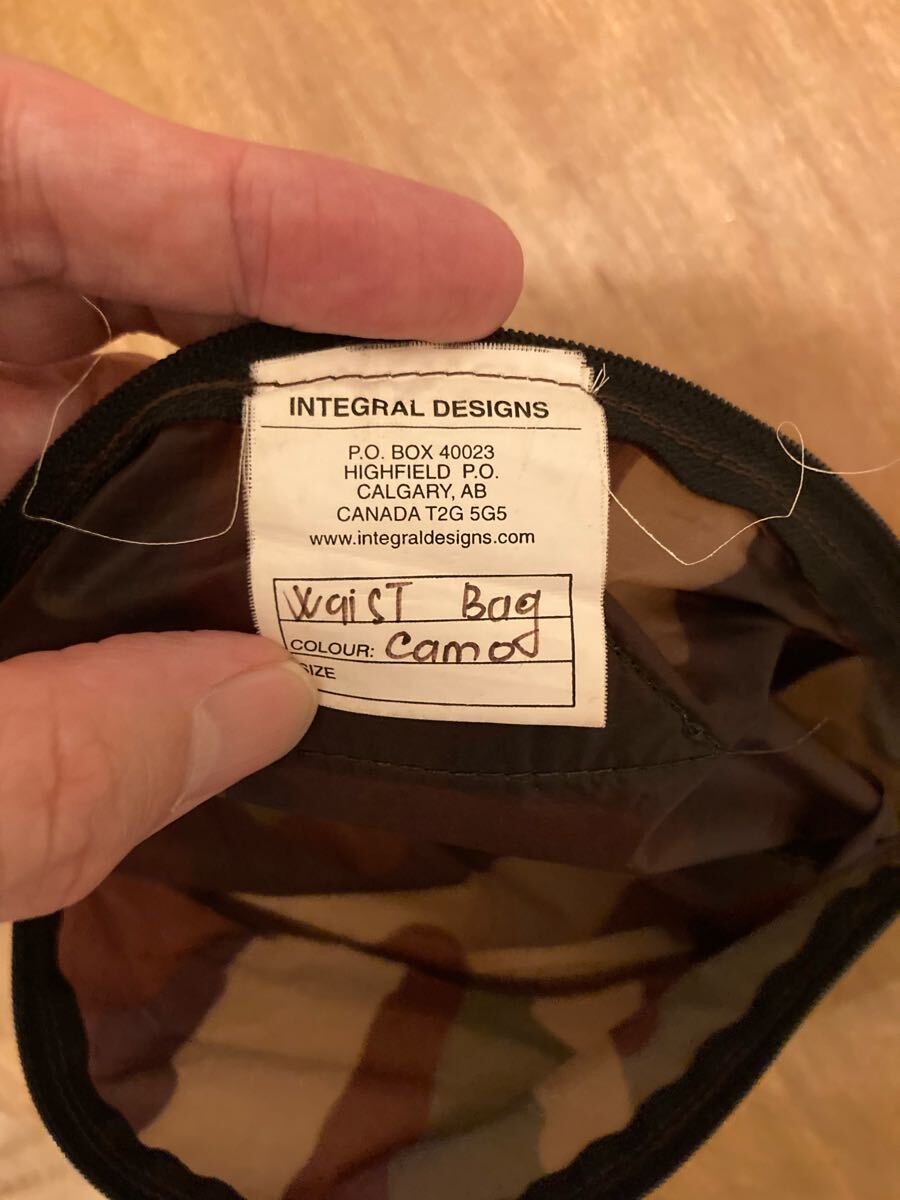 INTEGRAL DESIGNS
P.O. BOX 40023
HIGHFIELD P.O.
CALGARY, AB
CANADA T2G 5G5
www.integraldesigns.com
Waist Bag
COLOUR: Camo
SIZE